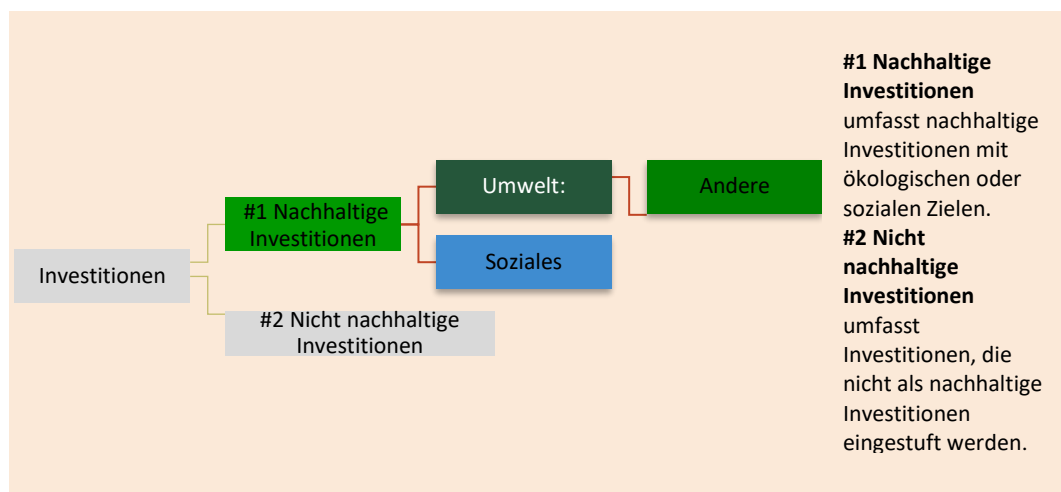 Investitionen
#1 Nachhaltige
Investitionen
#2 Nicht nachhaltige
Investitionen
Umwelt:
Soziales
Andere
#1 Nachhaltige
Investitionen
umfasst nachhaltige
Investitionen mit
ökologischen oder
sozialen Zielen.
#2 Nicht
nachhaltige
Investitionen
umfasst
Investitionen, die
nicht als nachhaltige
Investitionen
eingestuft werden.